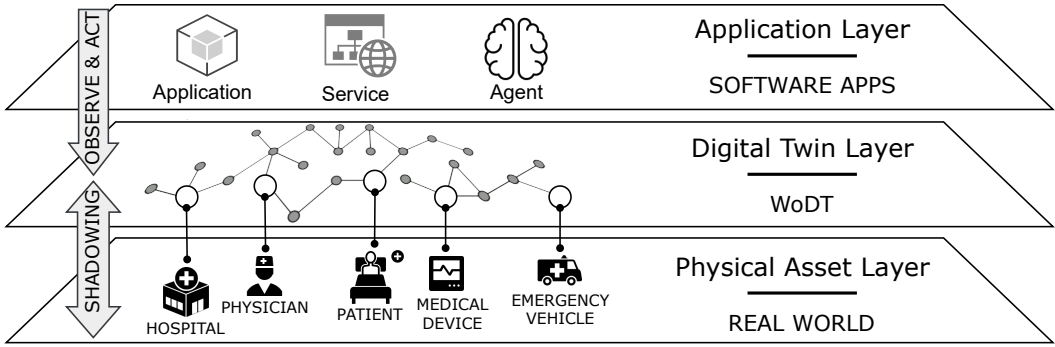 OBSERVE & ACT
Application
Service
Agent
Application Layer
SOFTWARE APPS
Digital Twin Layer
WoDT
SHADOWING
HOSPITAL
PHYSICIAN
PATIENT
MEDICAL
DEVICE
EMERGENCY
VEHICLE
Physical Asset Layer
REAL WORLD